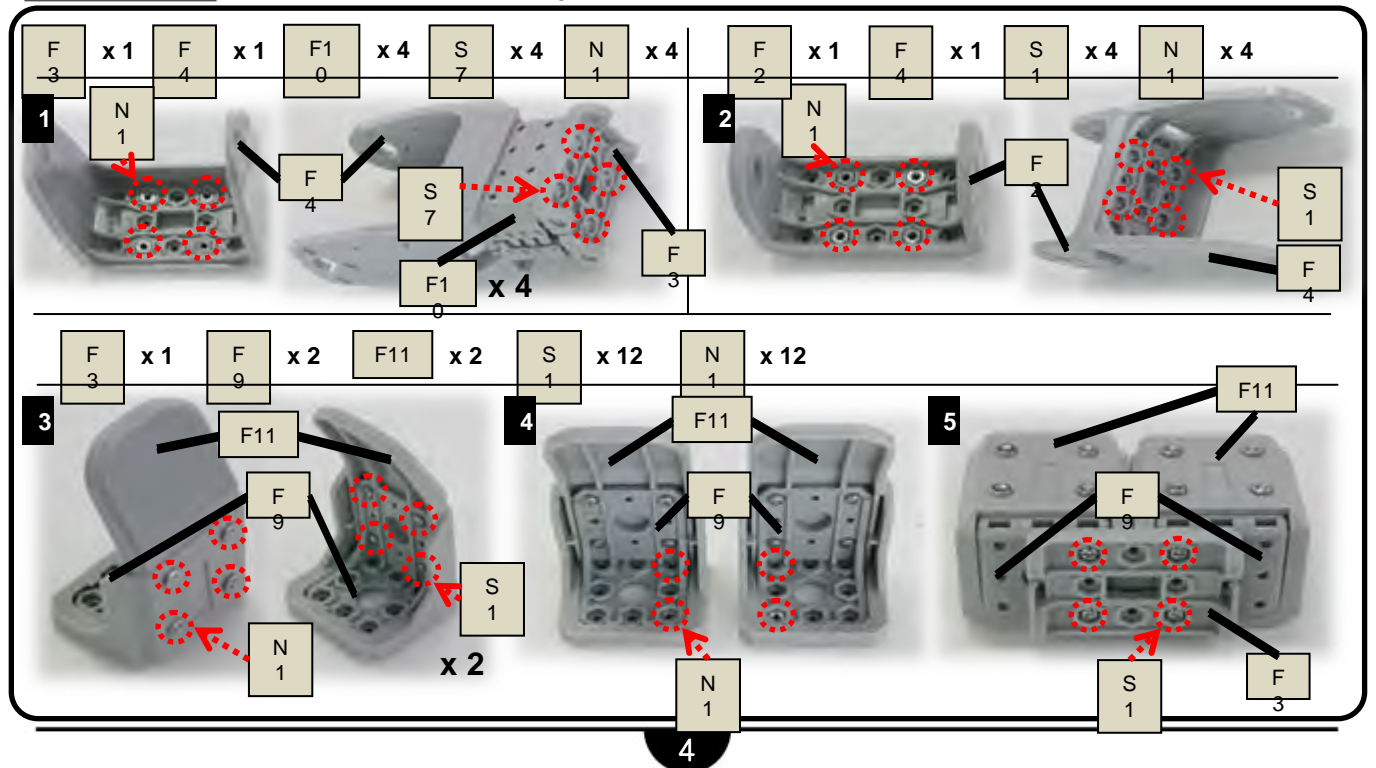 F3 x 1 F4 x 1 F10 x 4 S7 x 4 N1 x 4
1
N1
F4
S7
F10 x 4
F3
F2 x 1 F4 x 1 S1 x 4 N1 x 4
2
N1
F2
S1
F4
F3 x 1 F9 x 2 F11 x 2 S1 x 12 N1 x 12
3
F11
F9
S1
N1
x 2
4
F11
F9
N1
5
F11
F9
S1
F3
4